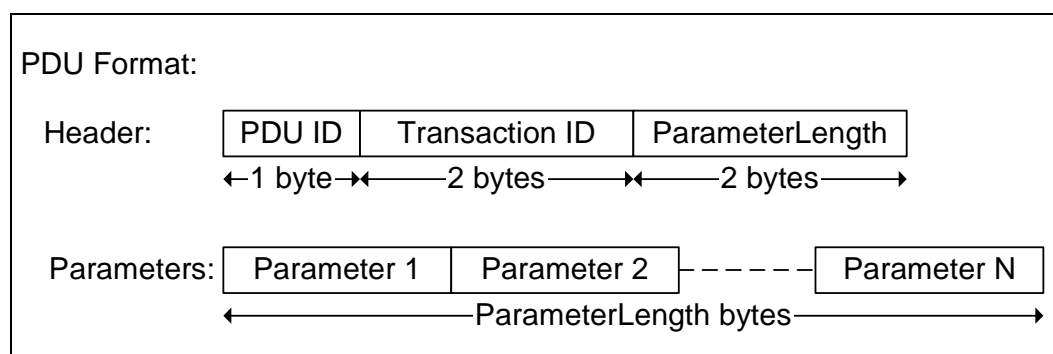 PDU Format:
Header: PDU ID Transaction ID ParameterLength
1 byte 2 bytes 2 bytes
Parameters: Parameter 1 Parameter 2 Parameter N
ParameterLength bytes